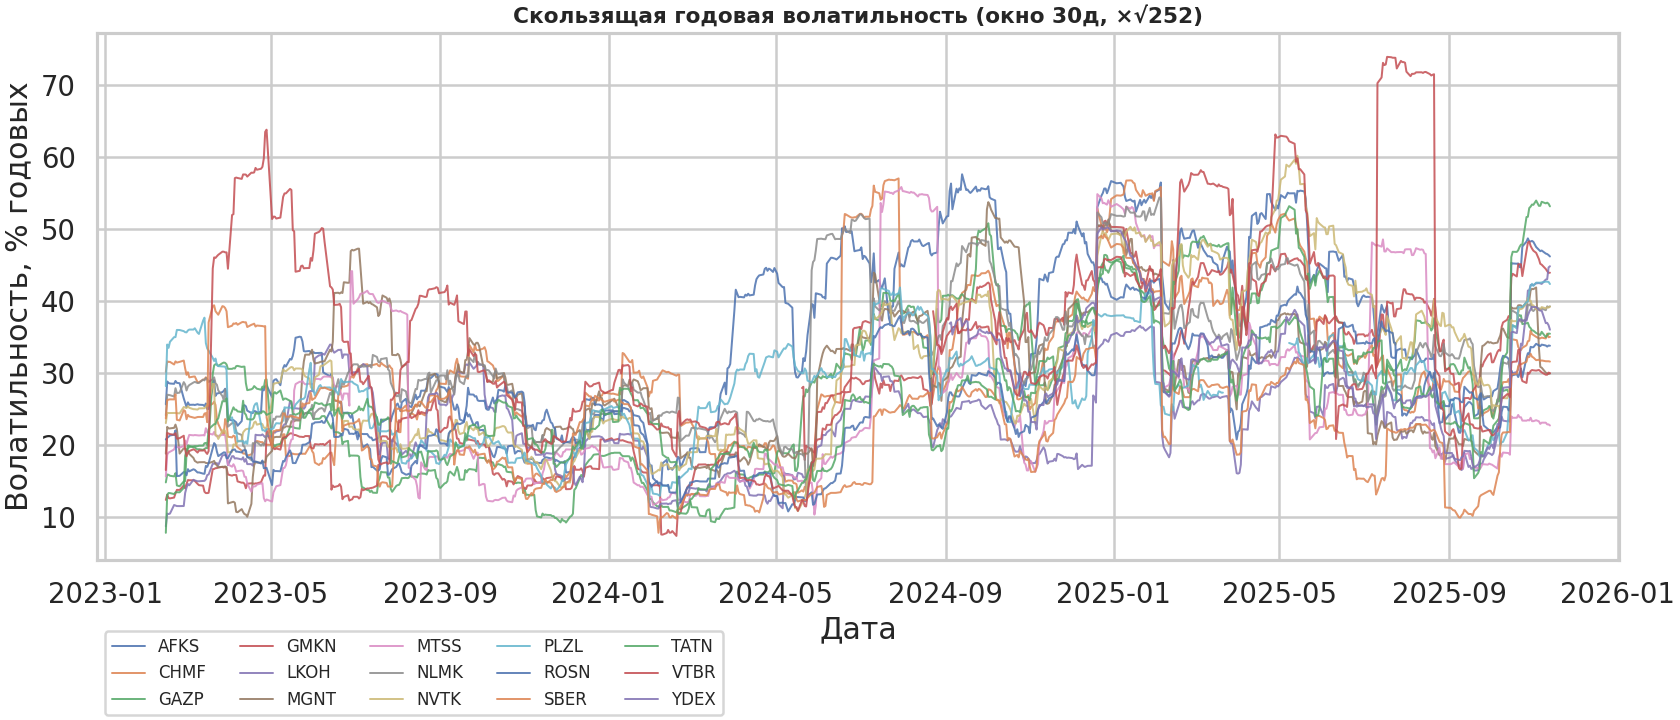 Скользящая годовая волатильность (окно 30д, ×√252)
Волатильность, % годовых
70
60
50
40
30
20
10
2023-01 2023-05 2023-09 2024-01 2024-05 2024-09 2025-01 2025-05 2025-09 2026-01
Дата
AFKS GMKN MTSS PLZL TATN
CHMF LKOH NLMK ROSN VTBR
GAZP MGNT NVTK SBER YDEX